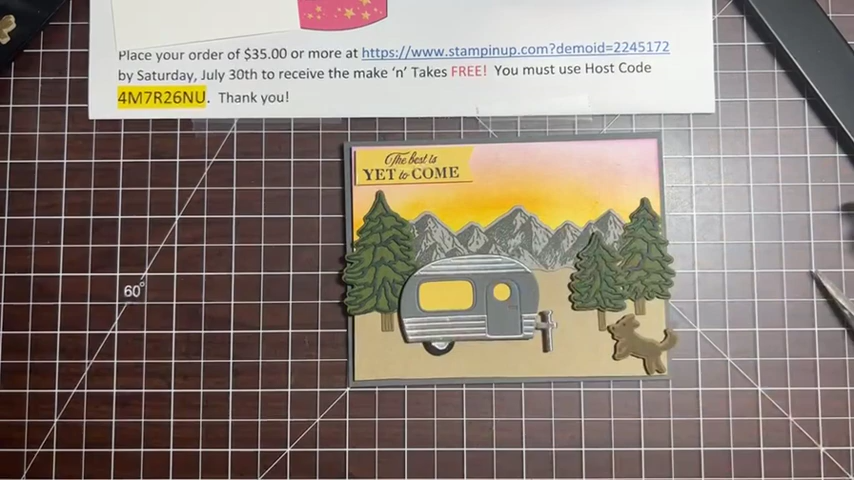 Place your order of $35.00 or more at https://www.stampinup.com?demoid=2245172
by Saturday, July 30th to receive the make ‘n’ Takes FREE! You must use Host Code
4M7R26NU. Thank you!
The best is
YET to COME
60°